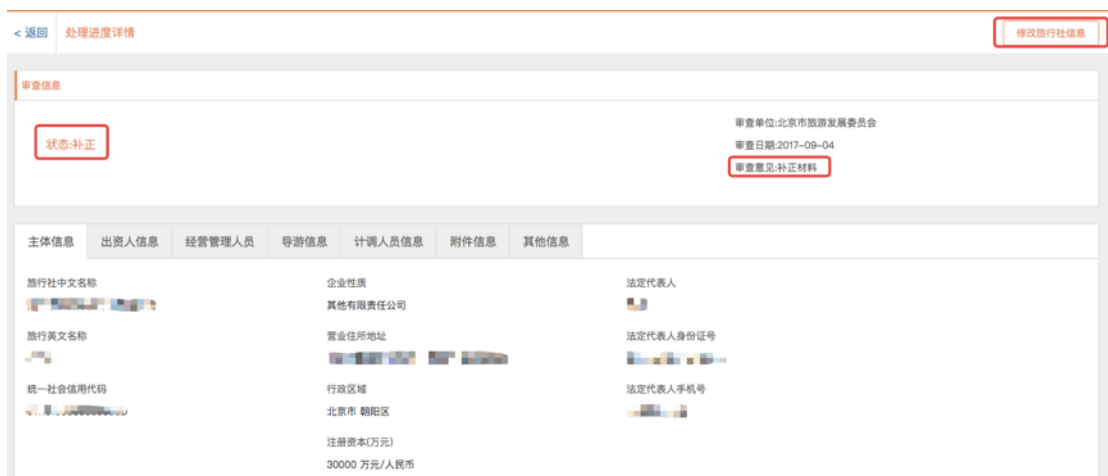 < 返回 处理进度详情 修改旅行社信息
审查信息
状态:补正
审查单位:北京市旅游发展委员会
审查日期:2017-09-04
审查意见:补正材料
主体信息 出资人信息 经营管理人员 导游信息 计调人员信息 附件信息 其他信息
旅行社中文名称 企业性质 法定代表人
其他有限责任公司
旅行英文名称 营业住所地址 法定代表人身份证号
统一社会信用代码 行政区域 法定代表人手机号
北京市 朝阳区
注册资本(万元)
30000 万元/人民币